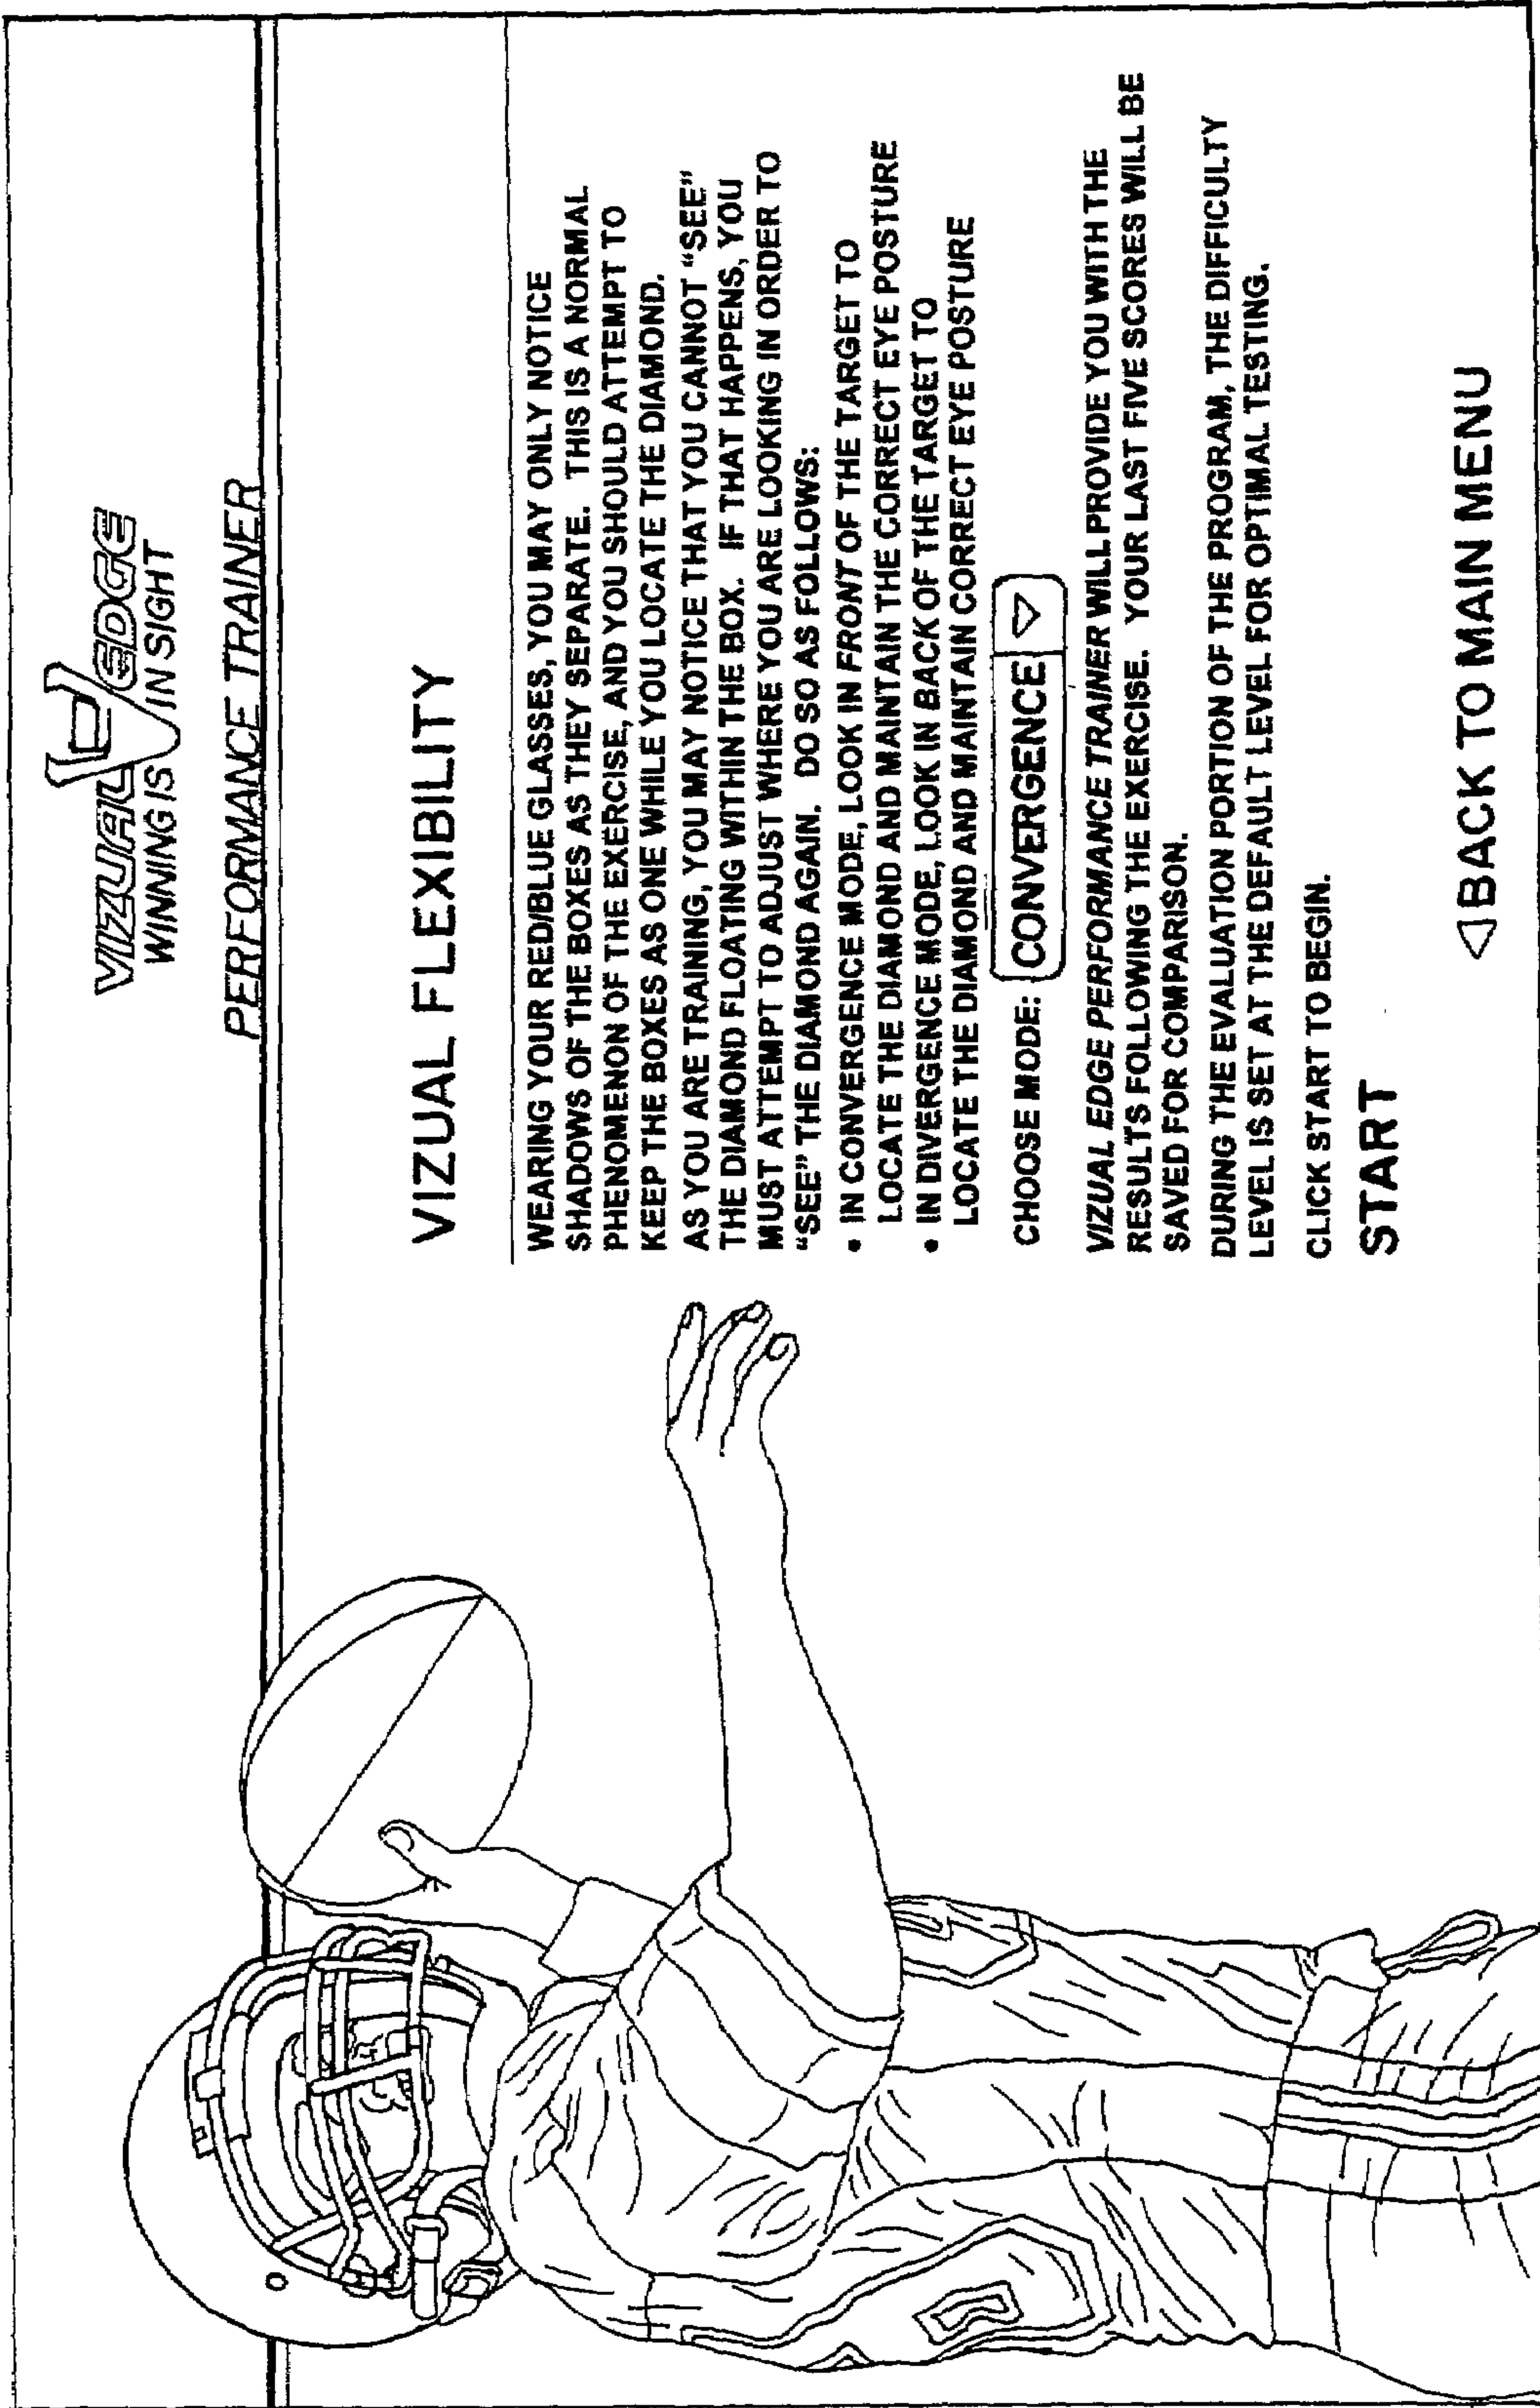 VIZUAL EDGE
WINNING IS IN SIGHT
PERFORMANCE TRAINER
VIZUAL FLEXIBILITY
WEARING YOUR RED/BLUE GLASSES, YOU MAY ONLY NOTICE
SHADOWS OF THE BOXES AS THEY SEPARATE. THIS IS A NORMAL
PHENOMENON OF THE EXERCISE, AND YOU SHOULD ATTEMPT TO
KEEP THE BOXES AS ONE WHILE YOU LOCATE THE DIAMOND.
AS YOU ARE TRAINING, YOU MAY NOTICE THAT YOU CANNOT "SEE"
THE DIAMOND FLOATING WITHIN THE BOX. IF THAT HAPPENS, YOU
MUST ATTEMPT TO ADJUST WHERE YOU ARE LOOKING IN ORDER TO
"SEE" THE DIAMOND AGAIN. DO SO AS FOLLOWS:
• IN CONVERGENCE MODE, LOOK IN FRONT OF THE TARGET TO
LOCATE THE DIAMOND AND MAINTAIN THE CORRECT EYE POSTURE
• IN DIVERGENCE MODE, LOOK IN BACK OF THE TARGET TO
LOCATE THE DIAMOND AND MAINTAIN CORRECT EYE POSTURE
CHOOSE MODE: CONVERGENCE ▽
VIZUAL EDGE PERFORMANCE TRAINER WILL PROVIDE YOU WITH THE
RESULTS FOLLOWING THE EXERCISE. YOUR LAST FIVE SCORES WILL BE
SAVED FOR COMPARISON.
DURING THE EVALUATION PORTION OF THE PROGRAM, THE DIFFICULTY
LEVEL IS SET AT THE DEFAULT LEVEL FOR OPTIMAL TESTING.
CLICK START TO BEGIN.
START
◁ BACK TO MAIN MENU